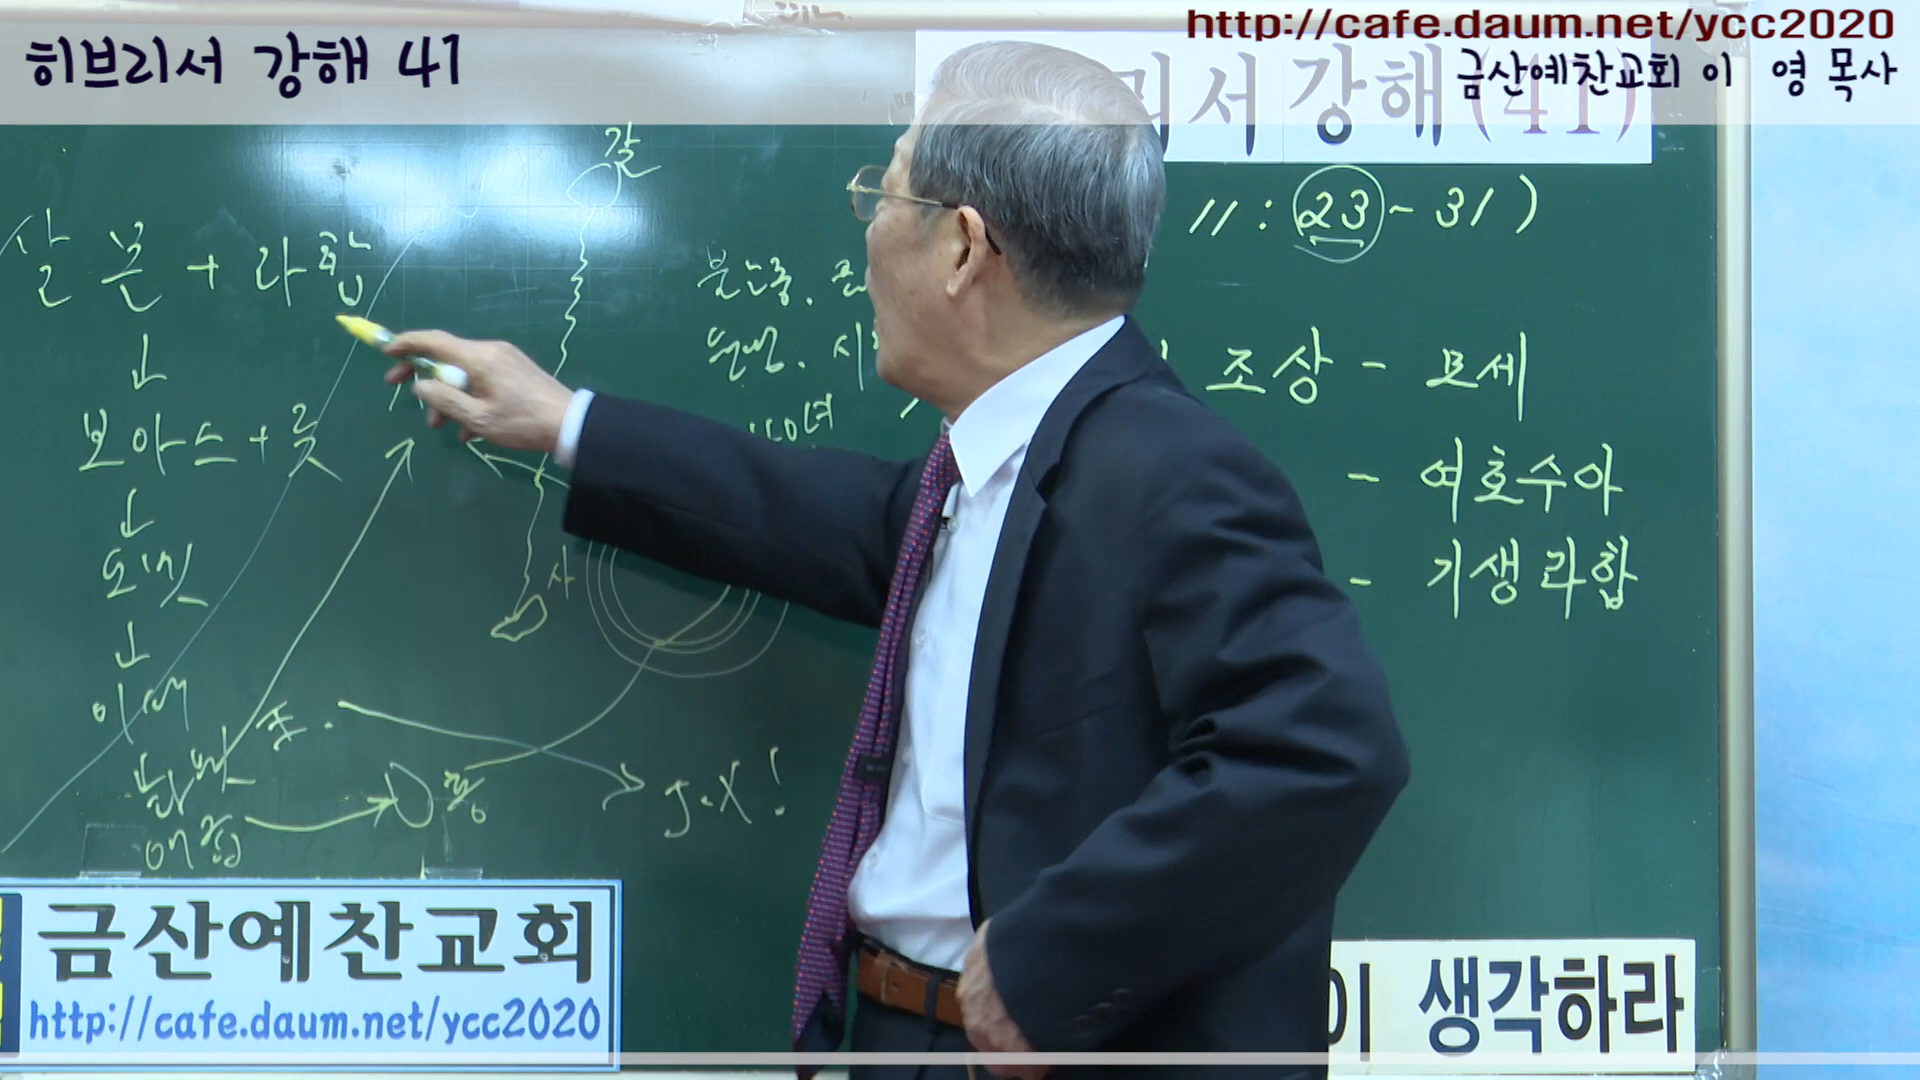 히브리서 강해 41
http://cafe.daum.net/ycc2020
금산예찬교회 이 영 목사
리서 강해 (41)
11 : 23 ~ 31 )
갈
살몬 + 라합
↓
보아스 + 룻
↓
오벳
↓
이새
조상 - 모세
- 여호수아
- 기생 라합
사
J.X!
금산예찬교회
http://cafe.daum.net/ycc2020
이 생각하라